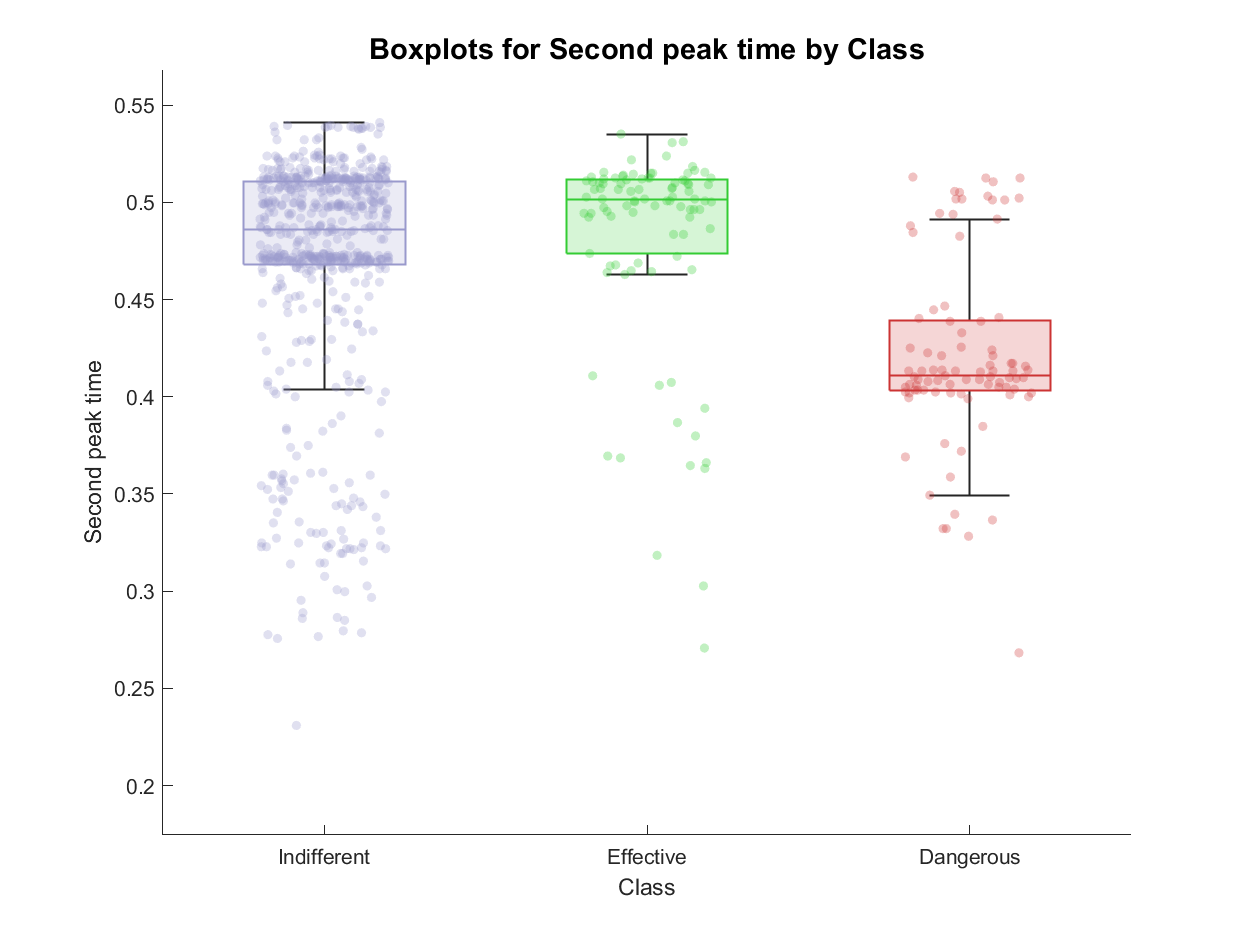 Boxplots for Second peak time by Class
Second peak time
0.55
0.5
0.45
0.4
0.35
0.3
0.25
0.2
Indifferent
Effective
Dangerous
Class